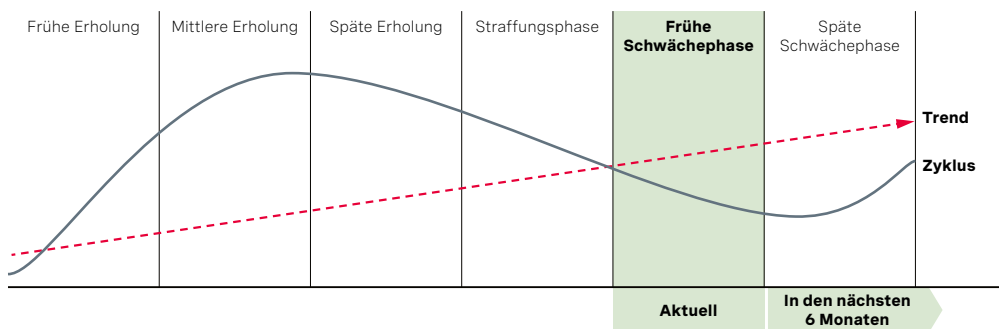 Frühe Erholung
Mittlere Erholung
Späte Erholung
Straffungsphase
Frühe
Schwächephase
Späte
Schwächephase
Trend
Zyklus
Aktuell
In den nächsten
6 Monaten